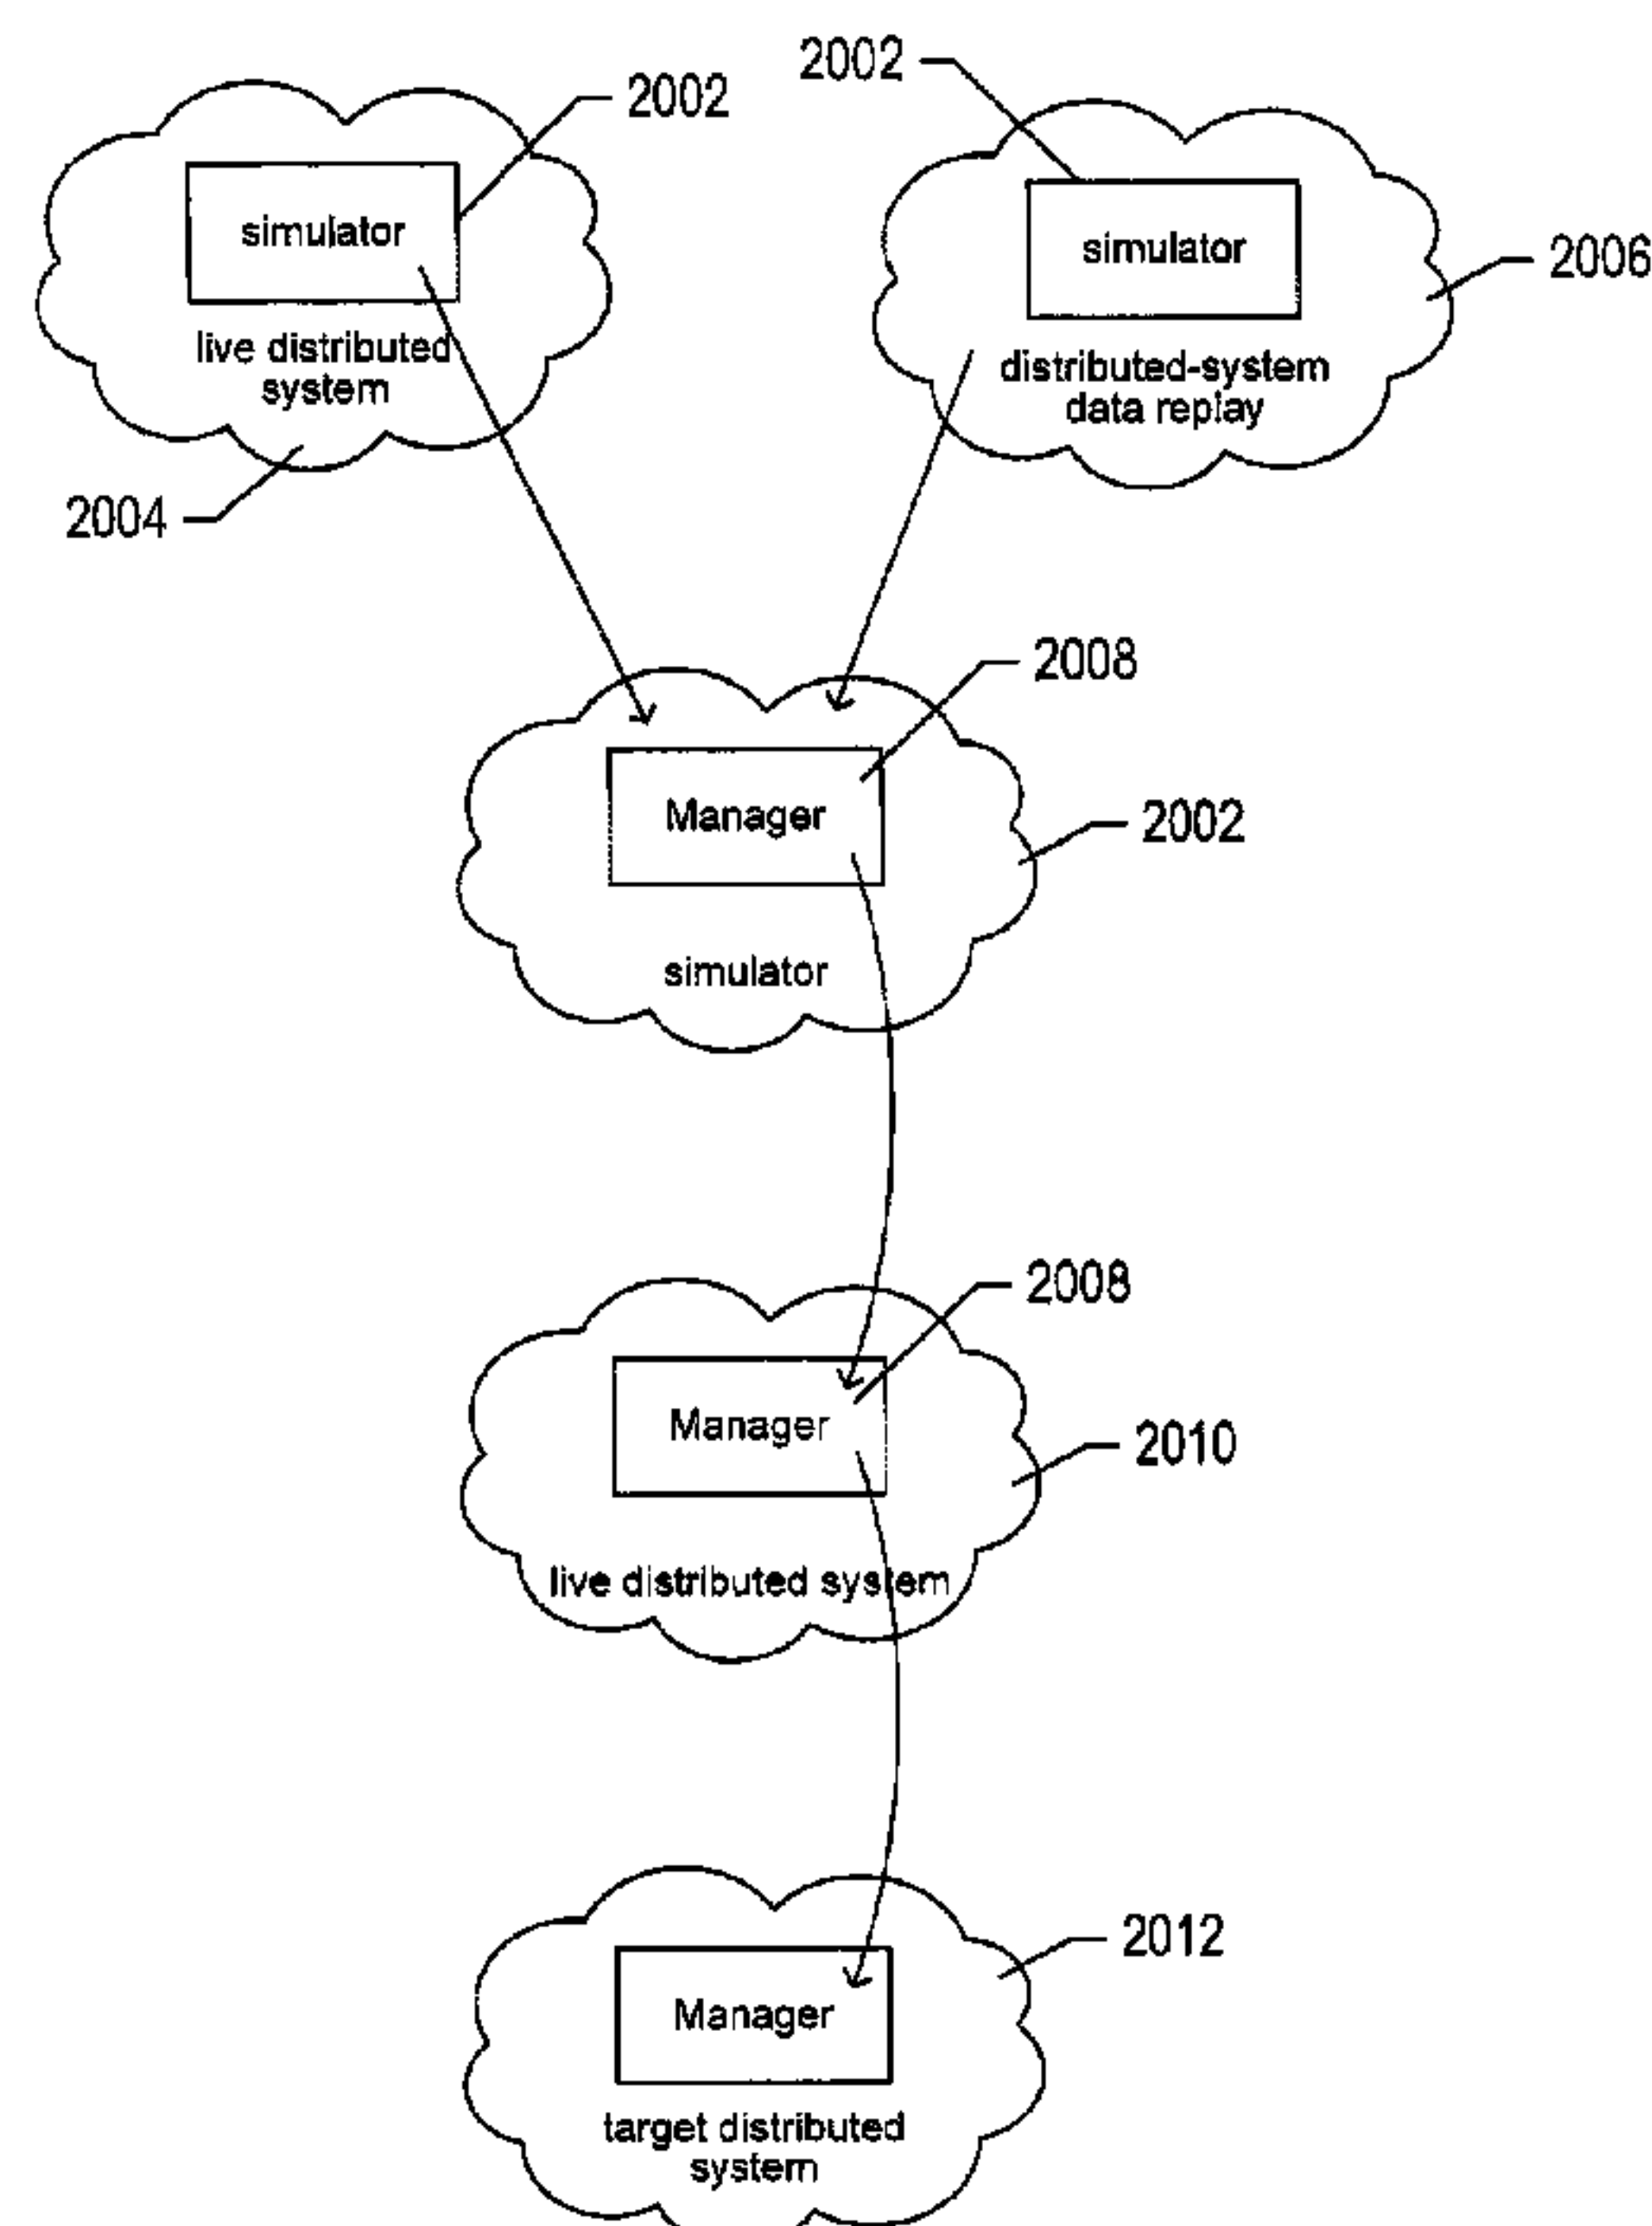 2002
2002
simulator
simulator
2006
live distributed
system
distributed-system
data replay
2004
2008
Manager
2002
simulator
2008
Manager
2010
live distributed system
2012
Manager
target distributed
system